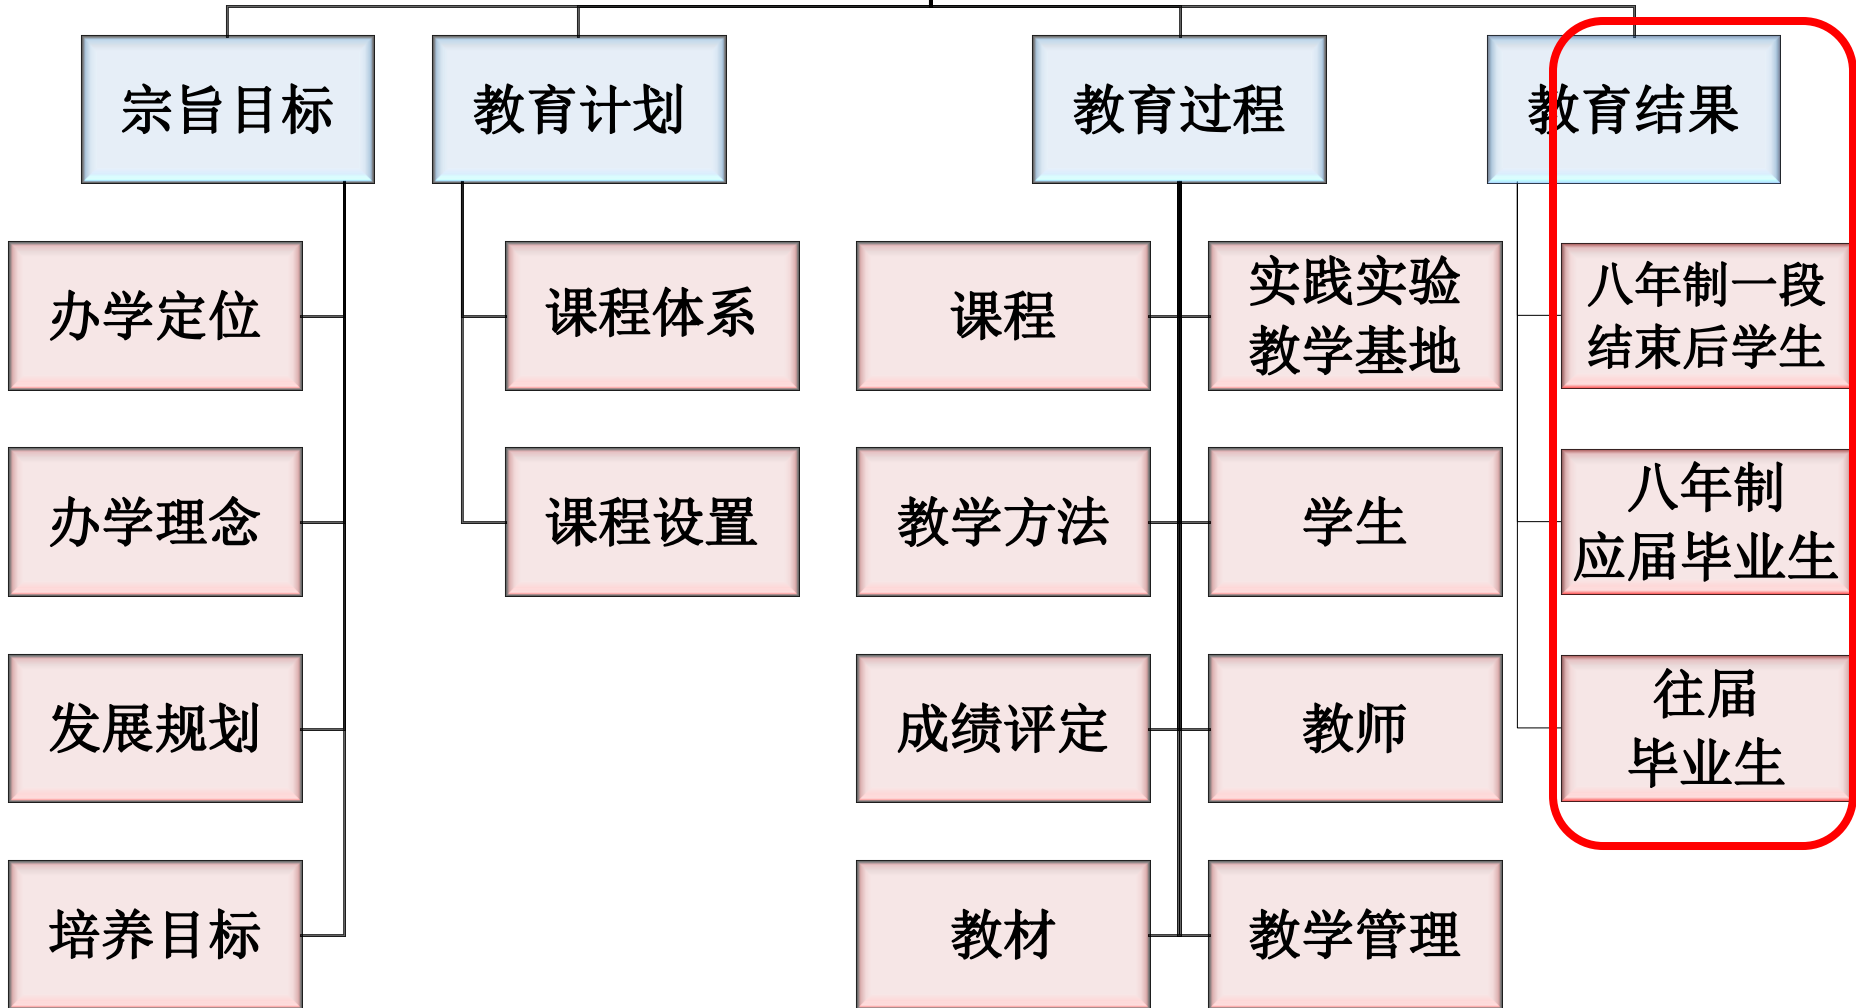 宗旨目标
教育计划
教育过程
教育结果
办学定位
办学理念
发展规划
培养目标
课程体系
课程设置
课程
教学方法
成绩评定
教材
实践实验
教学基地
学生
教师
教学管理
八年制一段
结束后学生
八年制
应届毕业生
往届
毕业生